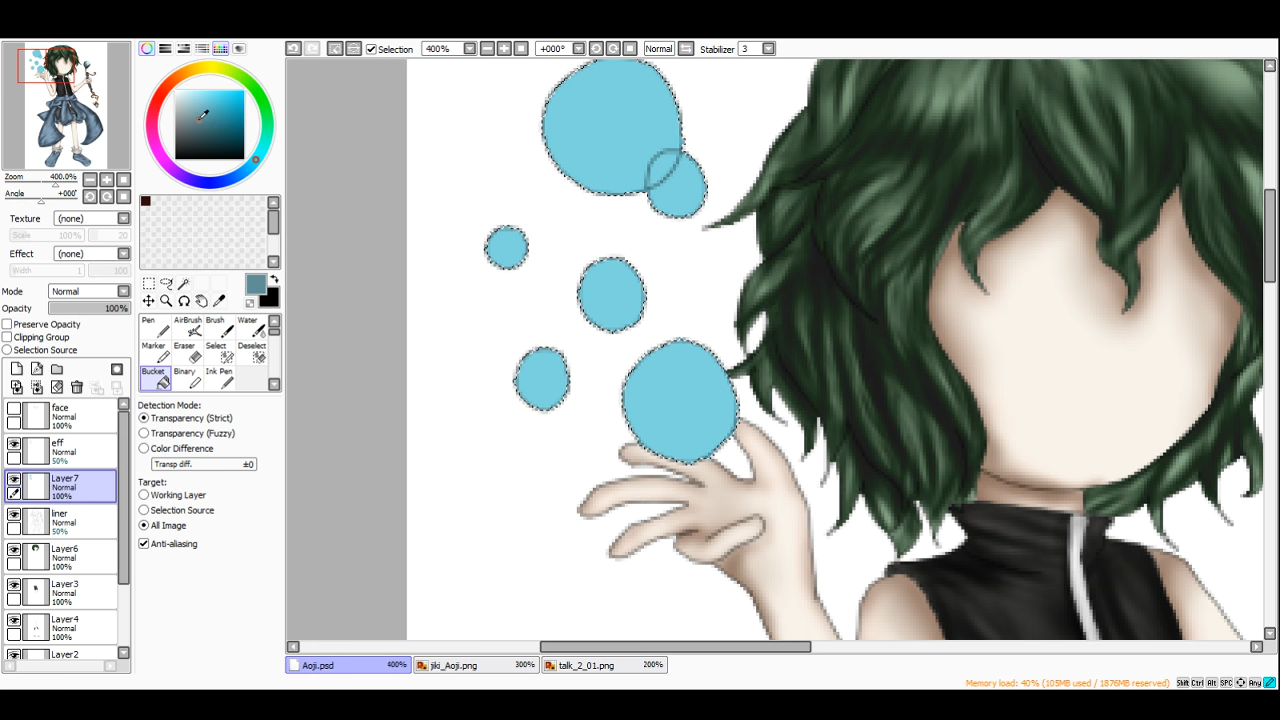 Selection 400% +000° Normal Stabilizer 3
Zoom 400.0%
Angle +000°
Texture (none)
Scale 100% 20
Effect (none)
Width 1 100
Mode Normal
Opacity 100%
Preserve Opacity
Clipping Group
Selection Source
face
Normal
100%
eff
Normal
50%
Layer7
Normal
100%
liner
Normal
50%
Layer6
Normal
100%
Layer3
Normal
100%
Layer4
Normal
100%
Layer2
Pen AirBrush Brush Water
Marker Eraser Select Deselect
Bucket Binary Ink Pen
Detection Mode:
Transparency (Strict)
Transparency (Fuzzy)
Color Difference
Transp diff. ±0
Target:
Working Layer
Selection Source
All Image
Anti-aliasing
Aoji.psd 400% jiki_Aoji.png 300% talk_2_01.png 200%
Memory load: 40% (105MB used / 1876MB reserved) Shift Ctrl Alt SPC Any